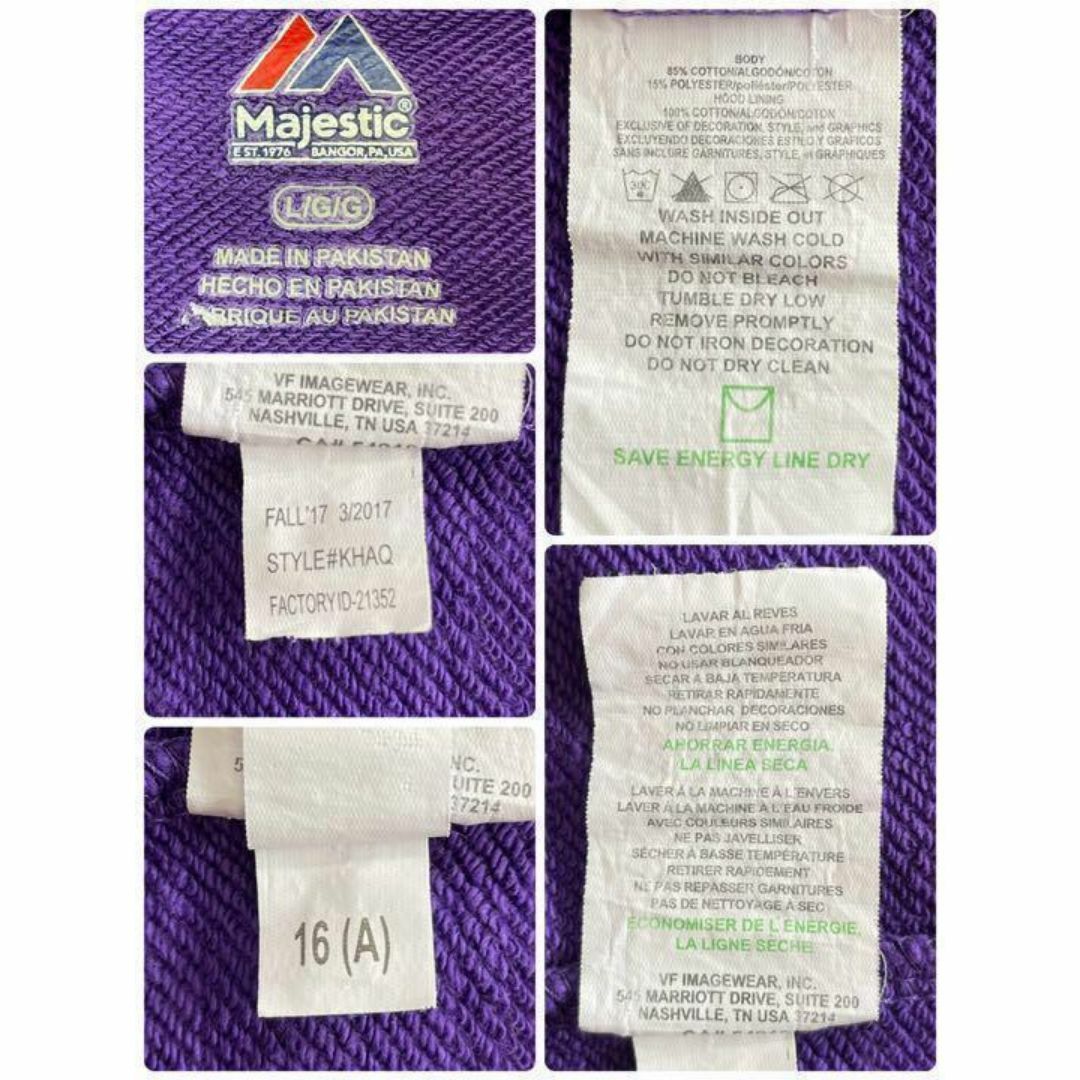 Majestic®
EST.1976 BANGOR, PA, USA
L/G/G
MADE IN PAKISTAN
HECHO EN PAKISTAN
AU PAKISTAN
VF IMAGEWEAR, INC.
545 MARRIOTT DRIVE, SUITE 200
NASHVILLE, TN USA 37214
FALL'17 3/2017
STYLE#KHAQ
FACTORY ID-21352
5
NC.
UITE 200
37214
16 (A)
BODY
85% COTTON/ALGODÓN/COTON
15% POLYESTER/poliéster/POLYESTER
HOOD LINING
100% COTTON/ALGODÓN/COTON
EXCLUSIVE OF DECORATION, STYLE, and GRAPHICS
EXCLUYENDO DECORACIONES ESTILO Y GRAFICOS
SANS INCLURE GARNITURES, STYLE, et GRAPHIQUES
30C
WASH INSIDE OUT
MACHINE WASH COLD
WITH SIMILAR COLORS
DO NOT BLEACH
TUMBLE DRY LOW
REMOVE PROMPTLY
DO NOT IRON DECORATION
DO NOT DRY CLEAN
SAVE ENERGY LINE DRY
LAVAR AL REVES
LAVAR EN AGUA FRIA
CON COLORES SIMILARES
NO USAR BLANQUEADOR
SECAR A BAJA TEMPERATURA
RETIRAR RAPIDAMENTE
NO PLANCHAR DECORACIONES
NO LIMPIAR EN SECO
AHORRAR ENERGIA,
LA LINEA SECA
LAVER À LA MACHINE À L'ENVERS
LAVER À LA MACHINE À L'EAU FROIDE
AVEC COULEURS SIMILAIRES
NE PAS JAVELLISER
SÉCHER À BASSE TEMPÉRATURE
RETIRER RAPIDEMENT
NE PAS REPASSER GARNITURES
PAS DE NETTOYAGE À SEC
ECONOMISER DE L ENERGIE,
LA LIGNE SECHE
VF IMAGEWEAR, INC.
545 MARRIOTT DRIVE, SUITE 200
NASHVILLE, TN USA 37214